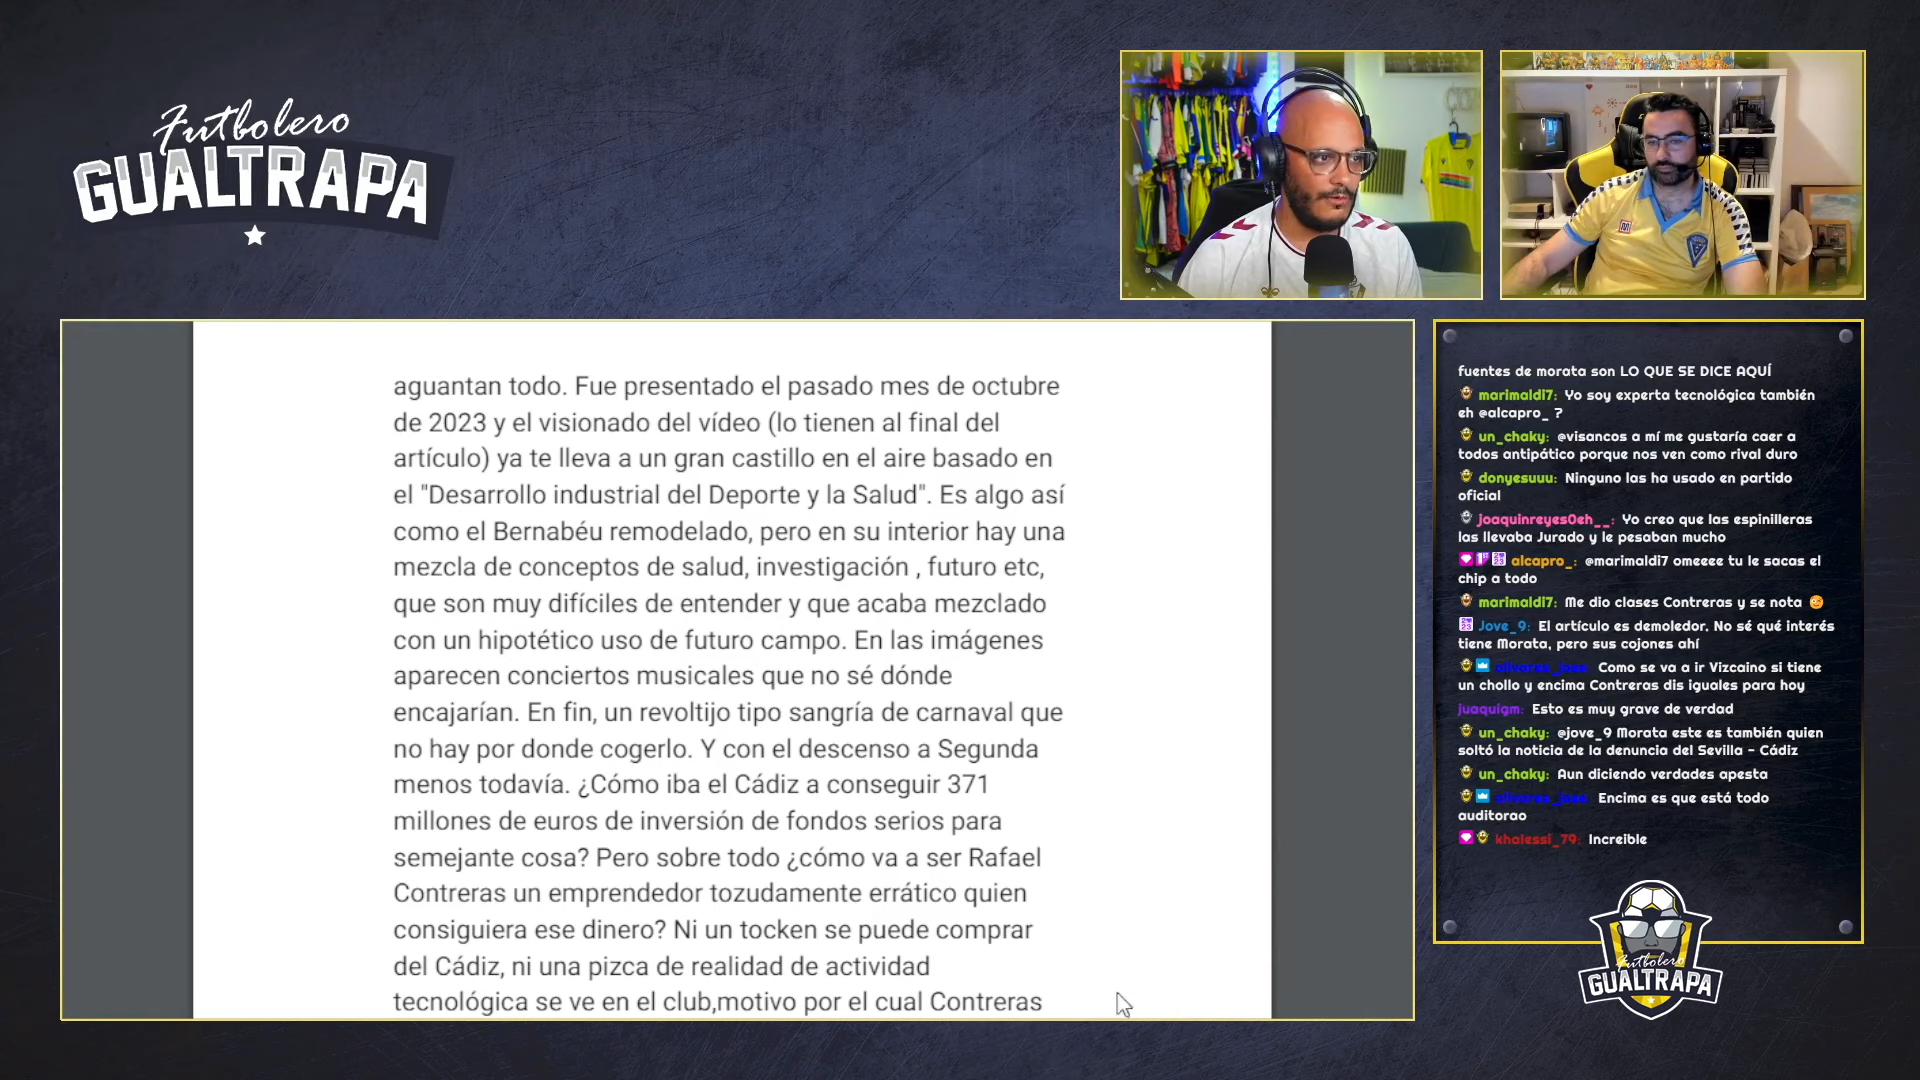 Futbolero
GUALTRAPA
aguantan todo. Fue presentado el pasado mes de octubre
de 2023 y el visionado del vídeo (lo tienen al final del
artículo) ya te lleva a un gran castillo en el aire basado en
el "Desarrollo industrial del Deporte y la Salud". Es algo así
como el Bernabéu remodelado, pero en su interior hay una
mezcla de conceptos de salud, investigación , futuro etc,
que son muy difíciles de entender y que acaba mezclado
con un hipotético uso de futuro campo. En las imágenes
aparecen conciertos musicales que no sé dónde
encajarían. En fin, un revoltijo tipo sangría de carnaval que
no hay por donde cogerlo. Y con el descenso a Segunda
menos todavía. ¿Cómo iba el Cádiz a conseguir 371
millones de euros de inversión de fondos serios para
semejante cosa? Pero sobre todo ¿cómo va a ser Rafael
Contreras un emprendedor tozudamente errático quien
consiguiera ese dinero? Ni un tocken se puede comprar
del Cádiz, ni una pizca de realidad de actividad
tecnológica se ve en el club,motivo por el cual Contreras
fuentes de morata son LO QUE SE DICE AQUÍ
marimaldi7: Yo soy experta tecnológica también
eh @alcapro_ ?
un_chaky: @visancos a mí me gustaría caer a
todos antipático porque nos ven como rival duro
donyesuuu: Ninguno las ha usado en partido
oficial
joaquinreyes0eh__: Yo creo que las espinilleras
las llevaba Jurado y le pesaban mucho
alcapro_: @marimaldi7 omeeee tu le sacas el
chip a todo
marimaldi7: Me dio clases Contreras y se nota
Jove_9: El artículo es demoledor. No sé qué interés
tiene Morata, pero sus cojones ahí
olivares_jose: Como se va a ir Vizcaino si tiene
un chollo y encima Contreras dis iguales para hoy
juaquigm: Esto es muy grave de verdad
un_chaky: @jove_9 Morata este es también quien
soltó la noticia de la denuncia del Sevilla - Cádiz
un_chaky: Aun diciendo verdades apesta
olivares_jose: Encima es que está todo
auditorao
khalessi_79: Increible
Futbolero
GUALTRAPA